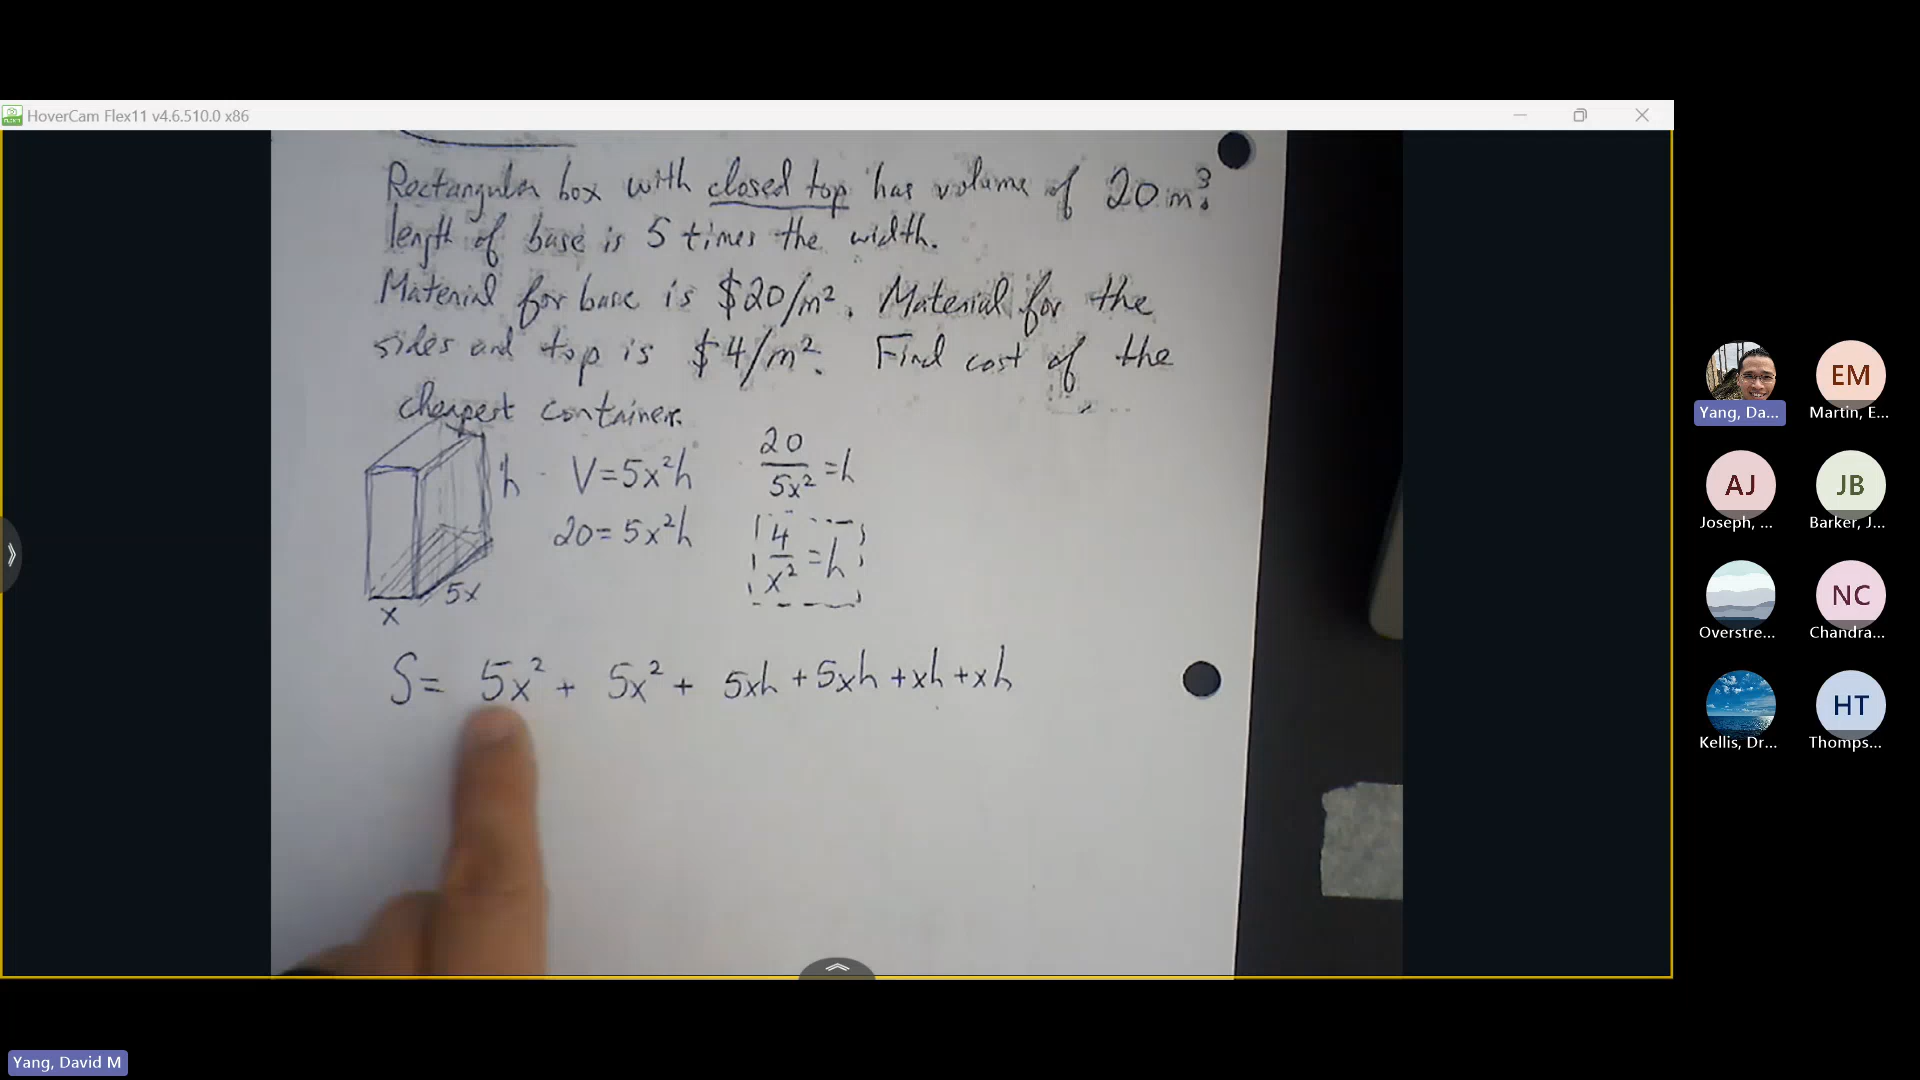 HoverCam Flex11 v4.6.510.0 x86
Rectangular box with closed top has volume of 20 m³.
length of base is 5 times the width.
Material for base is $20/m². Material for the
sides and top is $4/m². Find cost of the
cheapest container.
h V=5x²h 20/5x² =h
20=5x²h 4/x² =h
5x
x
S= 5x² + 5x² + 5xh + 5xh + xh + xh
Yang, Da... EM Martin, E...
AJ Joseph, ... JB Barker, J...
Overstre... NC Chandra...
Kellis, Dr... HT Thomps...
Yang, David M